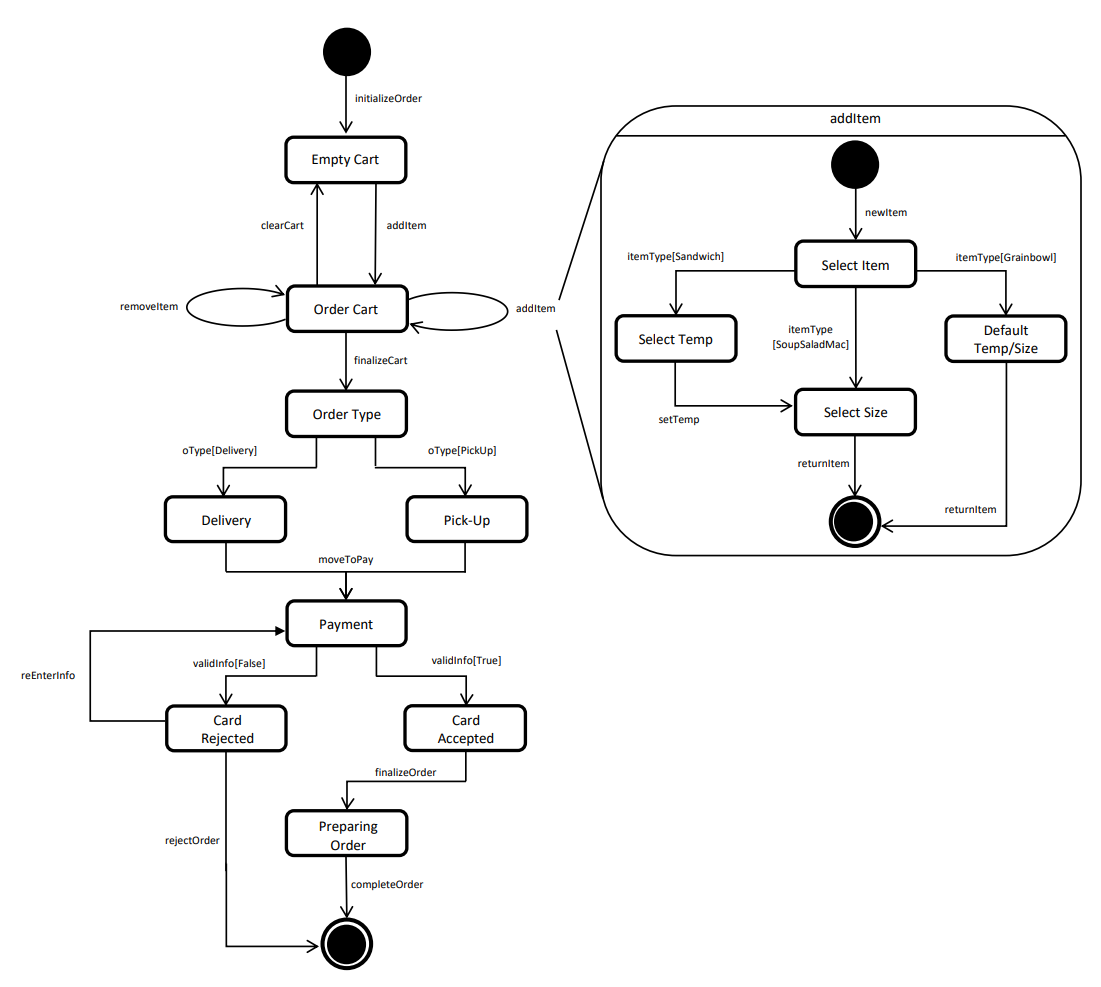 initializeOrder
Empty Cart
clearCart
addItem
removeItem
Order Cart
addItem
finalizeCart
Order Type
oType[Delivery]
oType[PickUp]
Delivery
Pick-Up
moveToPay
Payment
validInfo[False]
validInfo[True]
reEnterInfo
Card
Rejected
Card
Accepted
finalizeOrder
Preparing
Order
rejectOrder
completeOrder
addItem
newItem
itemType[Sandwich]
Select Item
itemType[Grainbowl]
Select Temp
itemType
[SoupSaladMac]
Default
Temp/Size
setTemp
Select Size
returnItem
returnItem